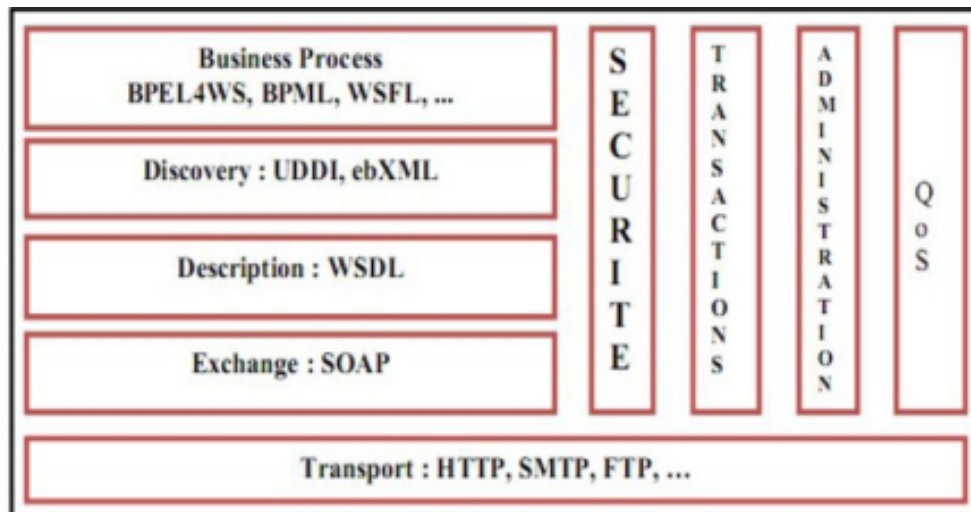 Business Process
BPEL4WS, BPML, WSFL, ...
Discovery : UDDI, ebXML
Description : WSDL
Exchange : SOAP
SECURITE
TRANSACTIONS
ADMINISTRATION
QoS
Transport : HTTP, SMTP, FTP, ...